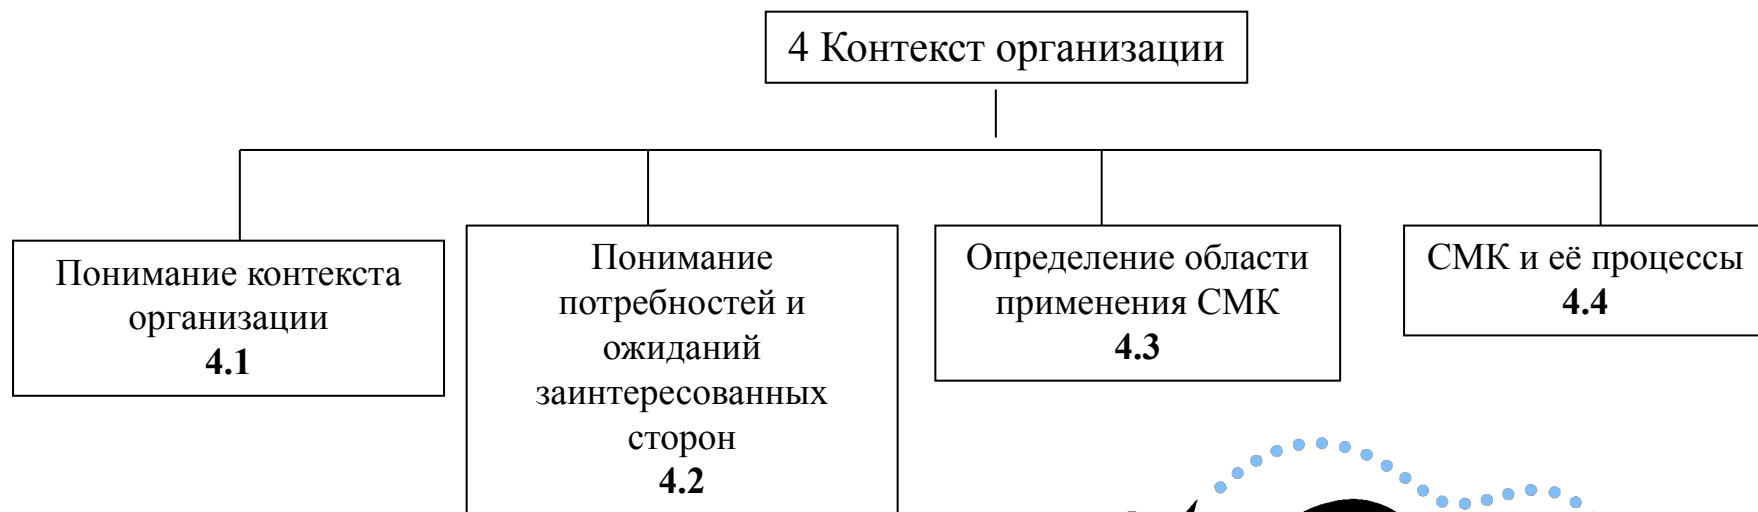 4 Контекст организации
Понимание контекста
организации
4.1
Понимание
потребностей и
ожиданий
заинтересованных
сторон
4.2
Определение области
применения СМК
4.3
СМК и её процессы
4.4